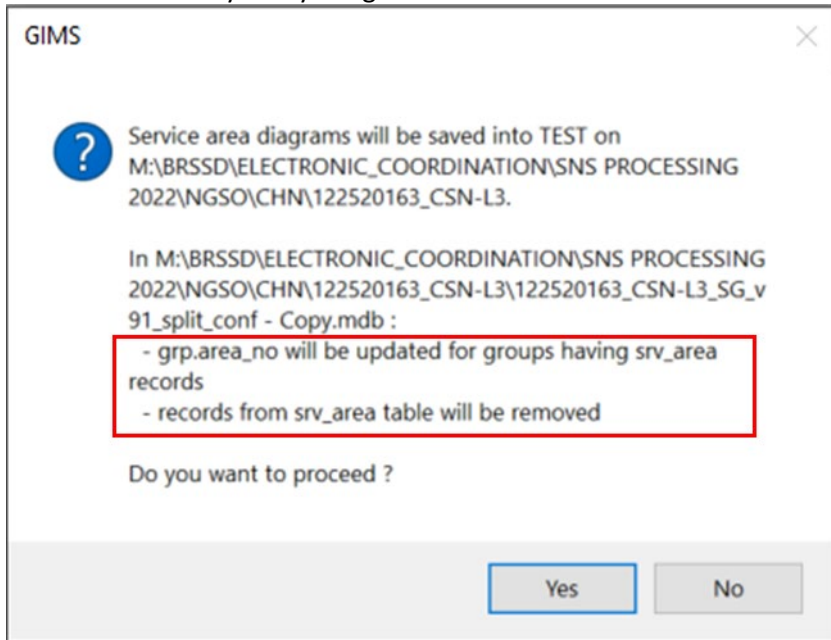 GIMS
Service area diagrams will be saved into TEST on
M:\BRSSD\ELECTRONIC_COORDINATION\SNS PROCESSING
2022\NGSO\CHN\122520163_CSN-L3.
In M:\BRSSD\ELECTRONIC_COORDINATION\SNS PROCESSING
2022\NGSO\CHN\122520163_CSN-L3\122520163_CSN-L3_SG_v
91_split_conf - Copy.mdb :
- grp.area_no will be updated for groups having srv_area
records
- records from srv_area table will be removed
Do you want to proceed ?
Yes No